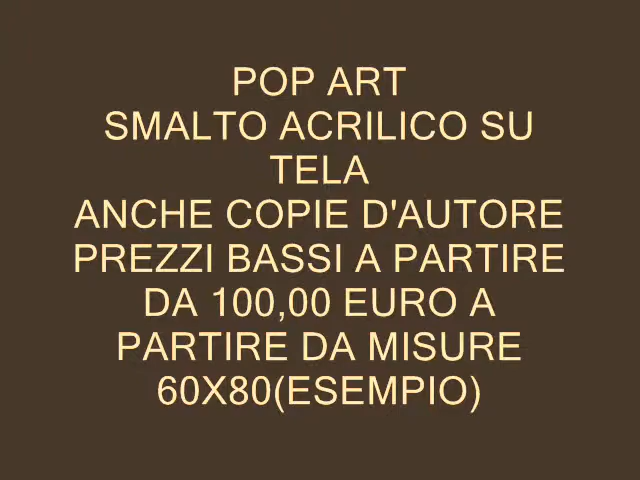 POP ART
SMALTO ACRILICO SU
TELA
ANCHE COPIE D'AUTORE
PREZZI BASSI A PARTIRE
DA 100,00 EURO A
PARTIRE DA MISURE
60X80(ESEMPIO)